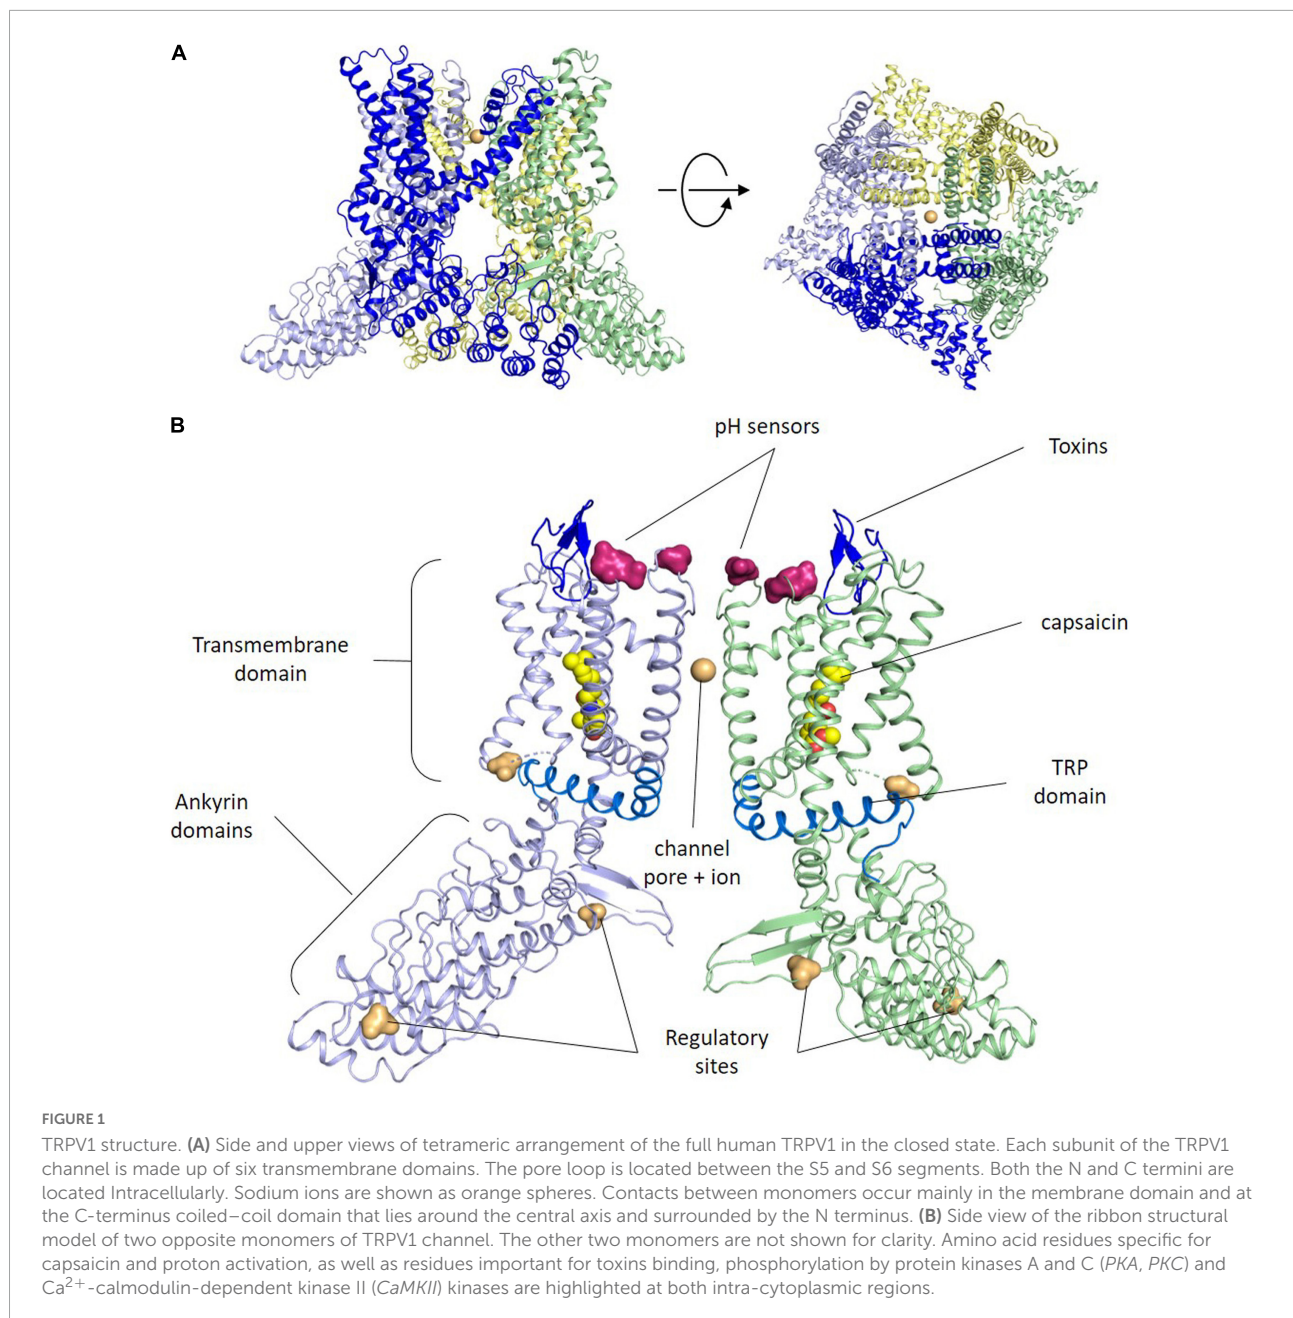 A
B
pH sensors
Toxins
Transmembrane
domain
capsaicin
Ankyrin
domains
TRP
domain
channel
pore + ion
Regulatory
sites
FIGURE 1
TRPV1 structure. (A) Side and upper views of tetrameric arrangement of the full human TRPV1 in the closed state. Each subunit of the TRPV1
channel is made up of six transmembrane domains. The pore loop is located between the S5 and S6 segments. Both the N and C termini are
located Intracellularly. Sodium ions are shown as orange spheres. Contacts between monomers occur mainly in the membrane domain and at
the C-terminus coiled–coil domain that lies around the central axis and surrounded by the N terminus. (B) Side view of the ribbon structural
model of two opposite monomers of TRPV1 channel. The other two monomers are not shown for clarity. Amino acid residues specific for
capsaicin and proton activation, as well as residues important for toxins binding, phosphorylation by protein kinases A and C (PKA, PKC) and
Ca2+-calmodulin-dependent kinase II (CaMKII) kinases are highlighted at both intra-cytoplasmic regions.